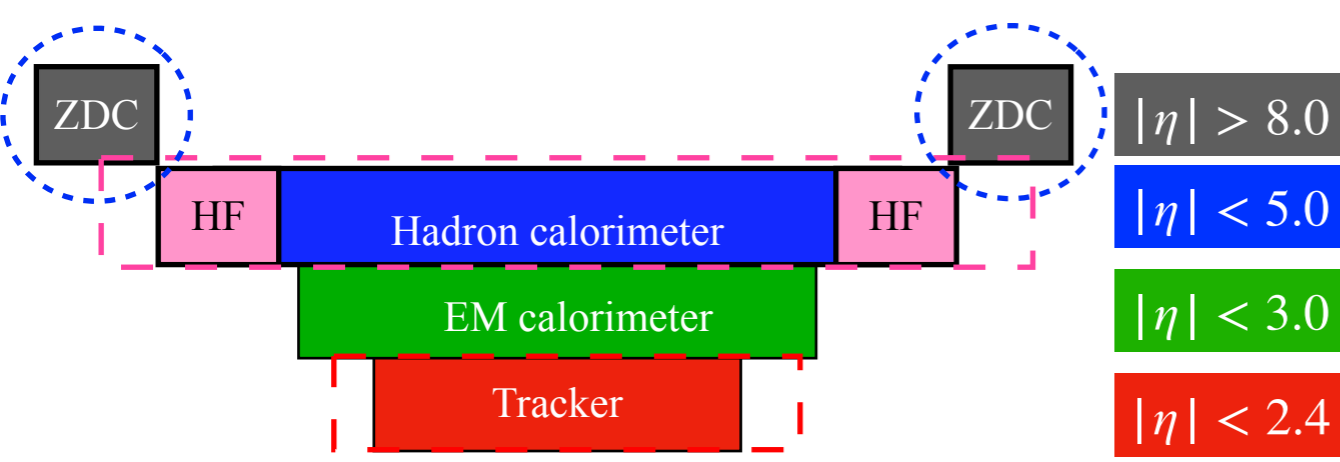 ZDC
ZDC
|η| > 8.0
HF
Hadron calorimeter
HF
|η| < 5.0
EM calorimeter
|η| < 3.0
Tracker
|η| < 2.4